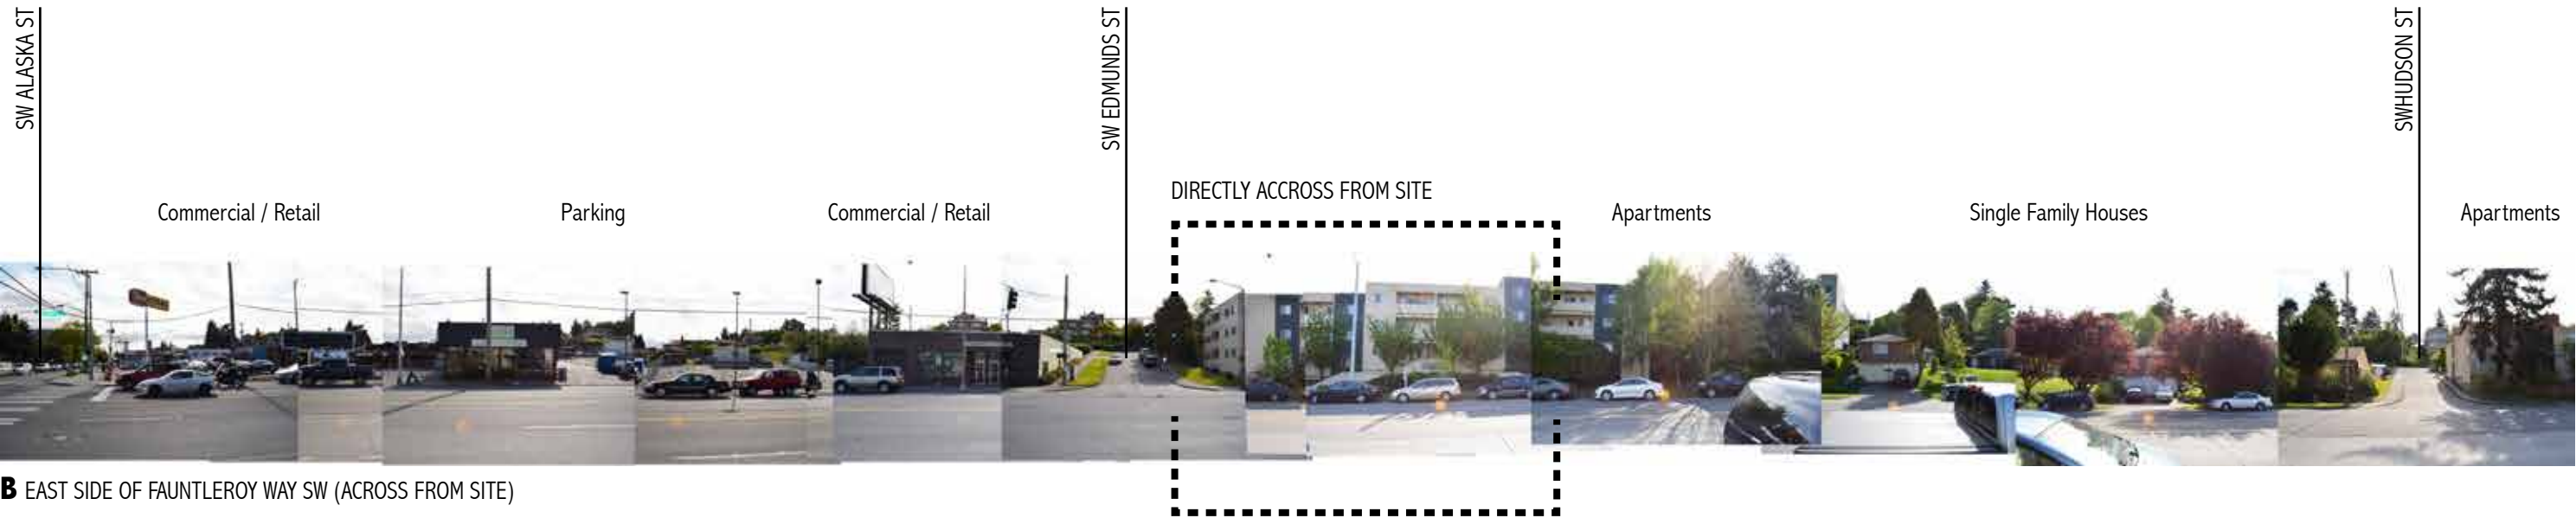 SW ALASKA ST
SW EDMUNDS ST
SWHUDSON ST
DIRECTLY ACCROSS FROM SITE
Commercial / Retail
Parking
Commercial / Retail
Apartments
Single Family Houses
Apartments
B EAST SIDE OF FAUNTLEROY WAY SW (ACROSS FROM SITE)